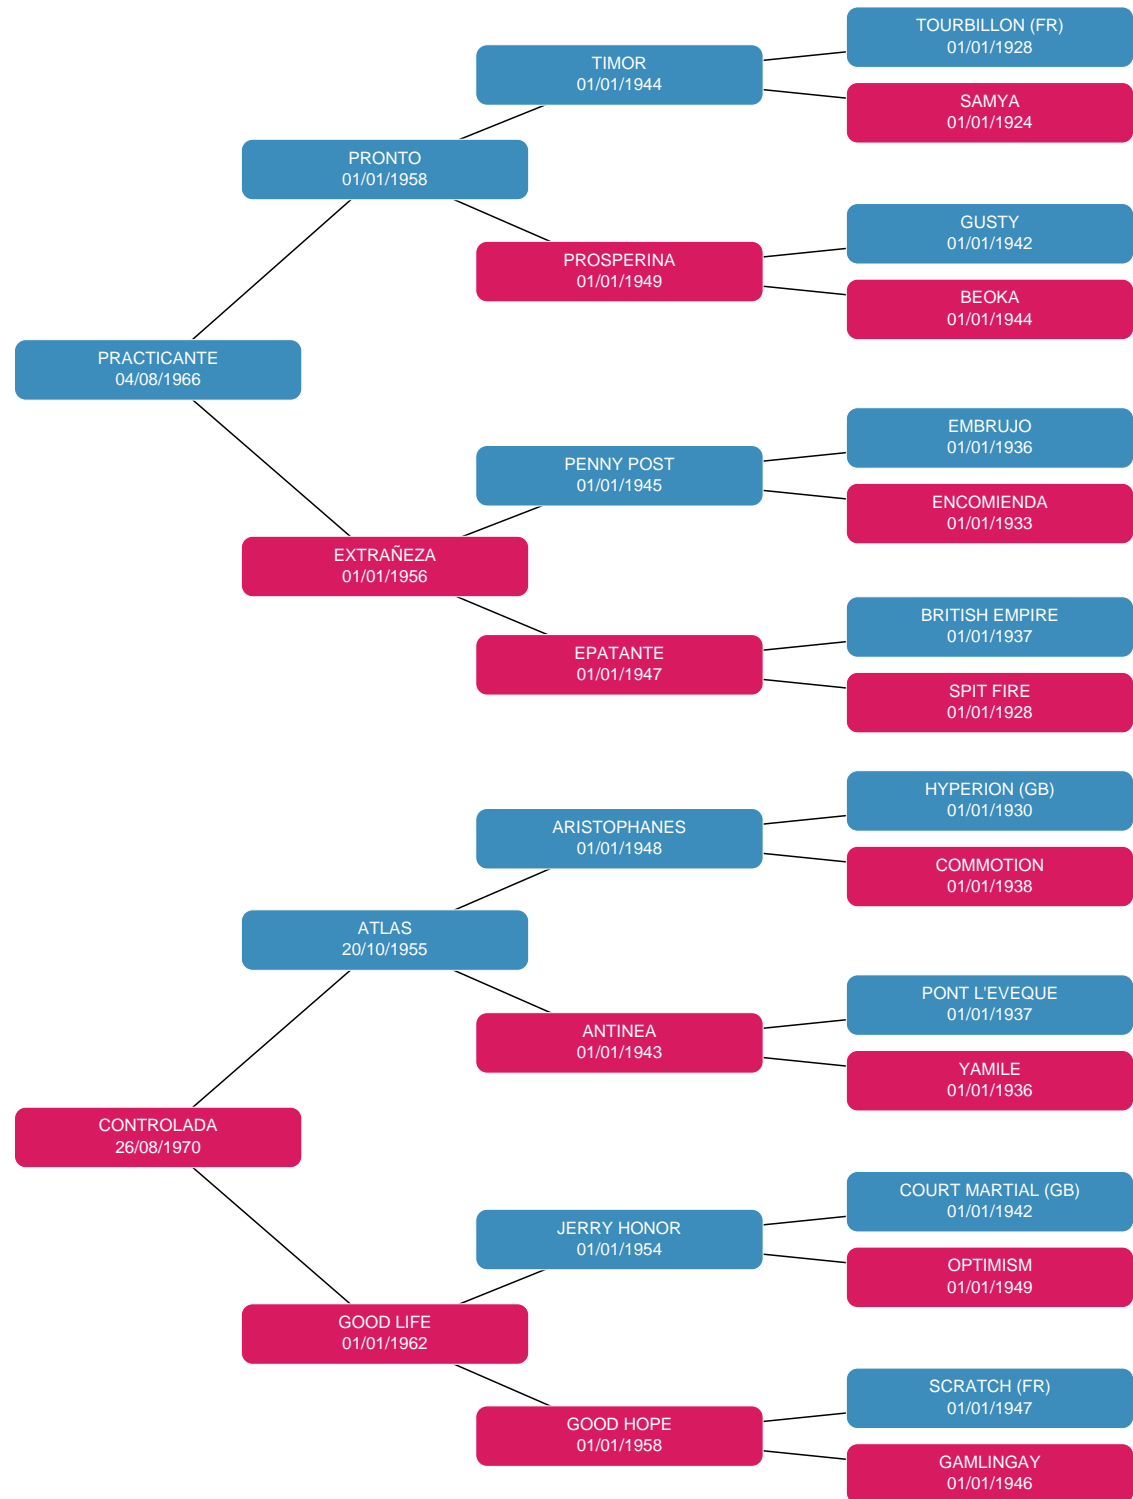 TOURBILLON (FR)
01/01/1928
TIMOR
01/01/1944
SAMYA
01/01/1924
PRONTO
01/01/1958
GUSTY
01/01/1942
PROSPERINA
01/01/1949
BEOKA
01/01/1944
PRACTICANTE
04/08/1966
EMBRUJO
01/01/1936
PENNY POST
01/01/1945
ENCOMIENDA
01/01/1933
EXTRAÑEZA
01/01/1956
BRITISH EMPIRE
01/01/1937
EPATANTE
01/01/1947
SPIT FIRE
01/01/1928
HYPERION (GB)
01/01/1930
ARISTOPHANES
01/01/1948
COMMOTION
01/01/1938
ATLAS
20/10/1955
PONT L'EVEQUE
01/01/1937
ANTINEA
01/01/1943
YAMILE
01/01/1936
CONTROLADA
26/08/1970
COURT MARTIAL (GB)
01/01/1942
JERRY HONOR
01/01/1954
OPTIMISM
01/01/1949
GOOD LIFE
01/01/1962
SCRATCH (FR)
01/01/1947
GOOD HOPE
01/01/1958
GAMLINGAY
01/01/1946